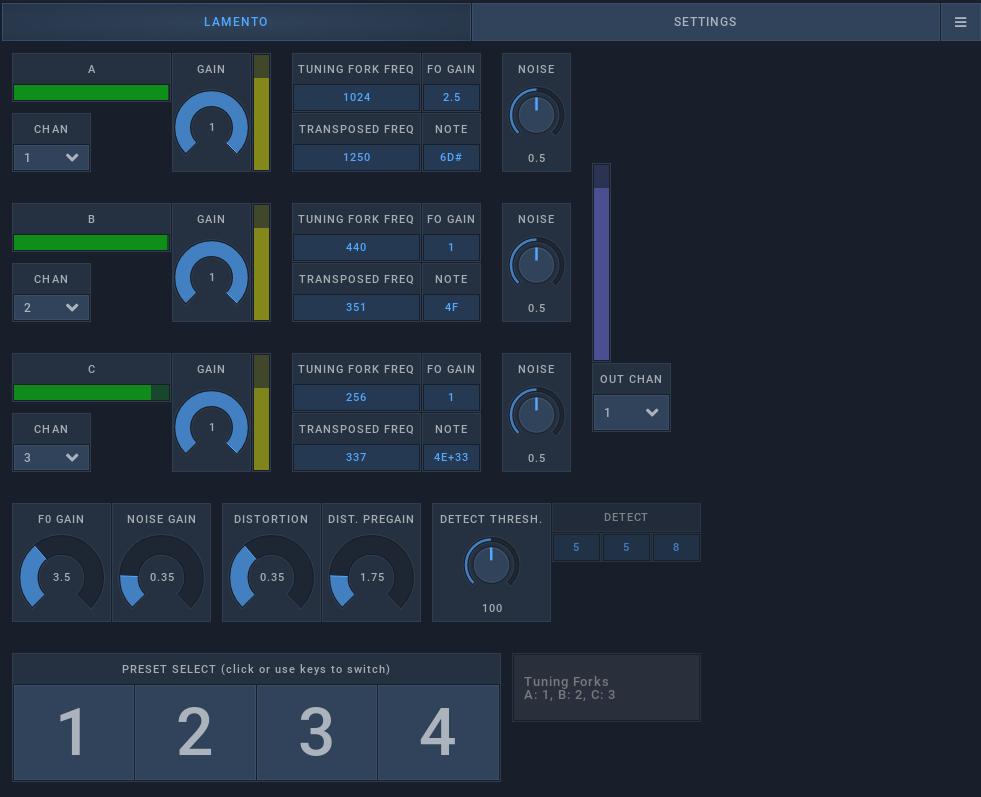 LAMENTO
SETTINGS
A
GAIN
TUNING FORK FREQ
FO GAIN
NOISE
1024
2.5
1
CHAN
TRANSPOSED FREQ
NOTE
1
1250
6D#
0.5
B
GAIN
TUNING FORK FREQ
FO GAIN
NOISE
440
1
1
CHAN
TRANSPOSED FREQ
NOTE
2
351
4F
0.5
C
GAIN
TUNING FORK FREQ
FO GAIN
NOISE
256
1
1
CHAN
TRANSPOSED FREQ
NOTE
3
337
4E+33
0.5
OUT CHAN
1
F0 GAIN
NOISE GAIN
DISTORTION
DIST. PREGAIN
DETECT THRESH.
DETECT
5
5
8
3.5
0.35
0.35
1.75
100
PRESET SELECT (click or use keys to switch)
1
2
3
4
Tuning Forks
A: 1, B: 2, C: 3